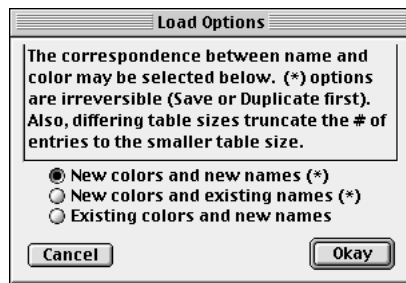 Load Options
The correspondence between name and
color may be selected below.  (*) options
are irreversible (Save or Duplicate first).
Also, differing table sizes truncate the # of
entries to the smaller table size.
New colors and new names (*)
New colors and existing names (*)
Existing colors and new names
Cancel
Okay